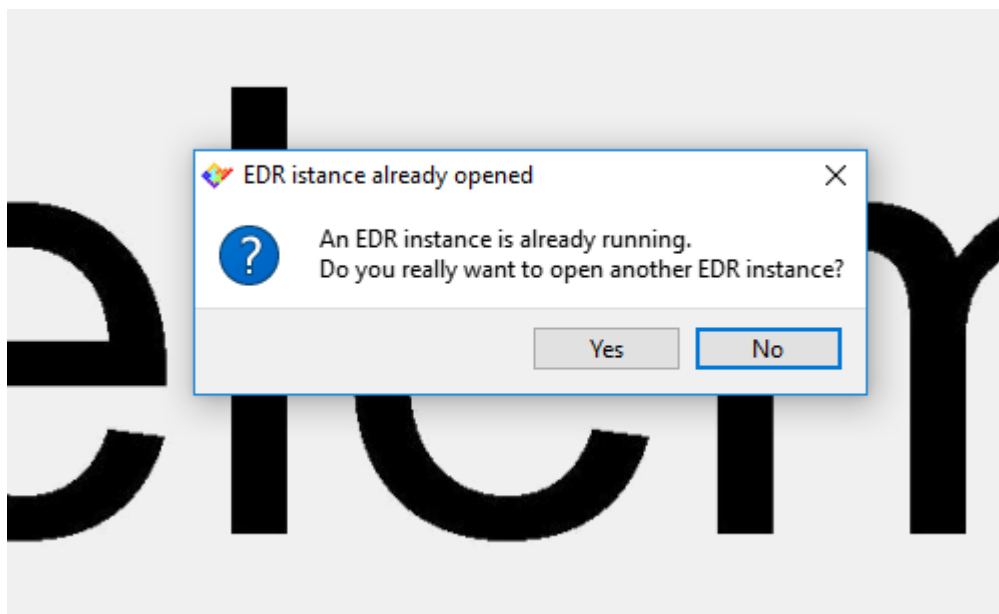 EDR istance already opened
An EDR instance is already running.
Do you really want to open another EDR instance?
Yes No
elcm